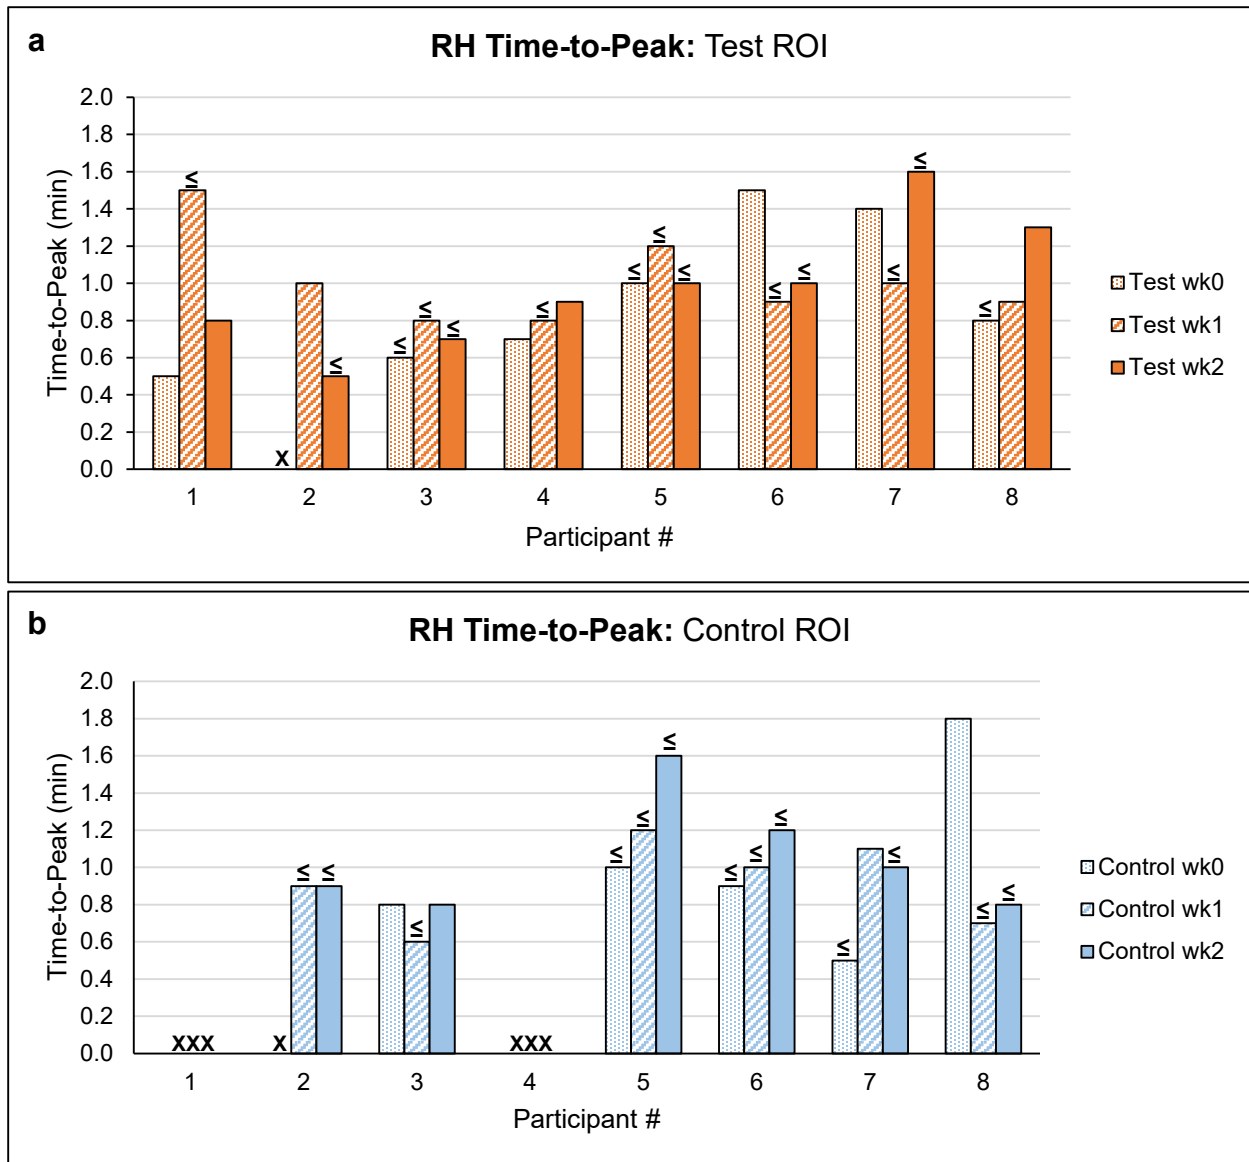 a
RH Time-to-Peak: Test ROI
Time-to-Peak (min)
2.0
1.8
1.6
1.4
1.2
1.0
0.8
0.6
0.4
0.2
0.0
≤
X
≤
≤
≤
≤
≤
≤
≤
≤
≤
≤
≤
≤
≤
1 2 3 4 5 6 7 8
Participant #
Test wk0
Test wk1
Test wk2
b
RH Time-to-Peak: Control ROI
Time-to-Peak (min)
2.0
1.8
1.6
1.4
1.2
1.0
0.8
0.6
0.4
0.2
0.0
XXX
X
≤ ≤
≤
XXX
≤
≤
≤
≤
≤
≤
≤
≤
≤
≤
1 2 3 4 5 6 7 8
Participant #
Control wk0
Control wk1
Control wk2